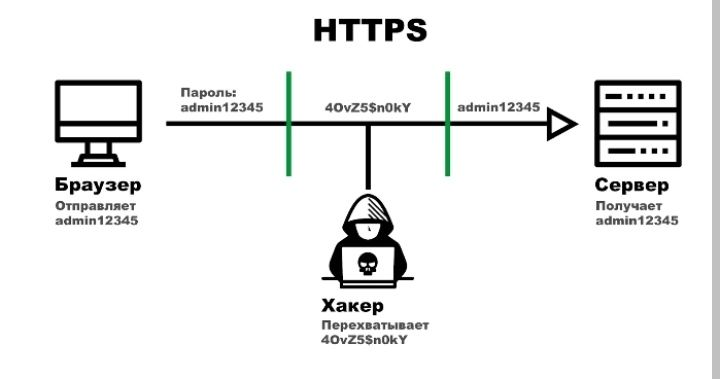 HTTPS
Пароль:
admin12345
4OvZ5$n0kY
admin12345
Браузер
Отправляет
admin12345
Сервер
Получает
admin12345
Хакер
Перехватывает
4OvZ5$n0kY